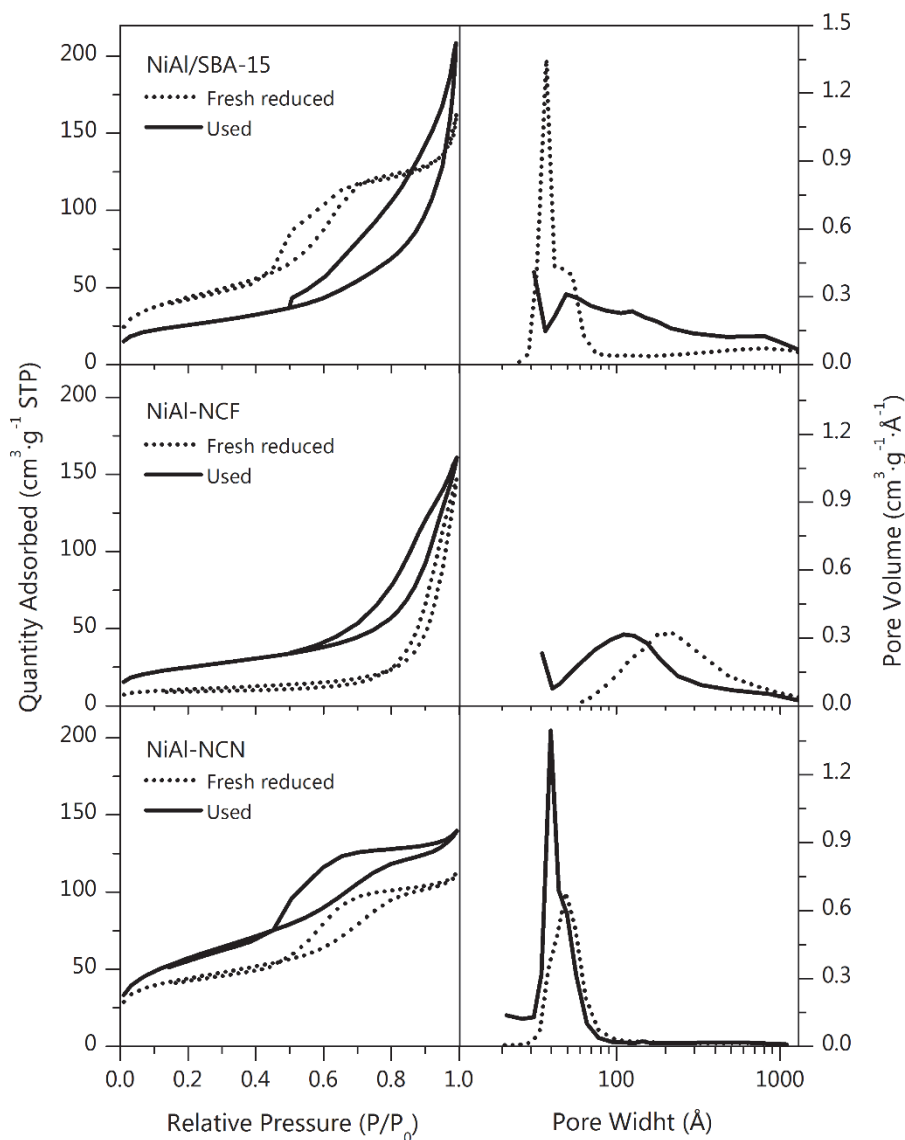 NiAl/SBA-15
Fresh reduced
Used
200
150
100
50
0
1.5
1.2
0.9
0.6
0.3
0.0
NiAl-NCF
Fresh reduced
Used
200
150
100
50
0
1.2
0.9
0.6
0.3
0.0
NiAl-NCN
Fresh reduced
Used
200
150
100
50
0
1.2
0.9
0.6
0.3
0.0
Quantity Adsorbed (cm³·g⁻¹ STP)
Pore Volume (cm³·g⁻¹·Å⁻¹)
0.0 0.2 0.4 0.6 0.8 1.0 100 1000
Relative Pressure (P/P₀) Pore Widht (Å)